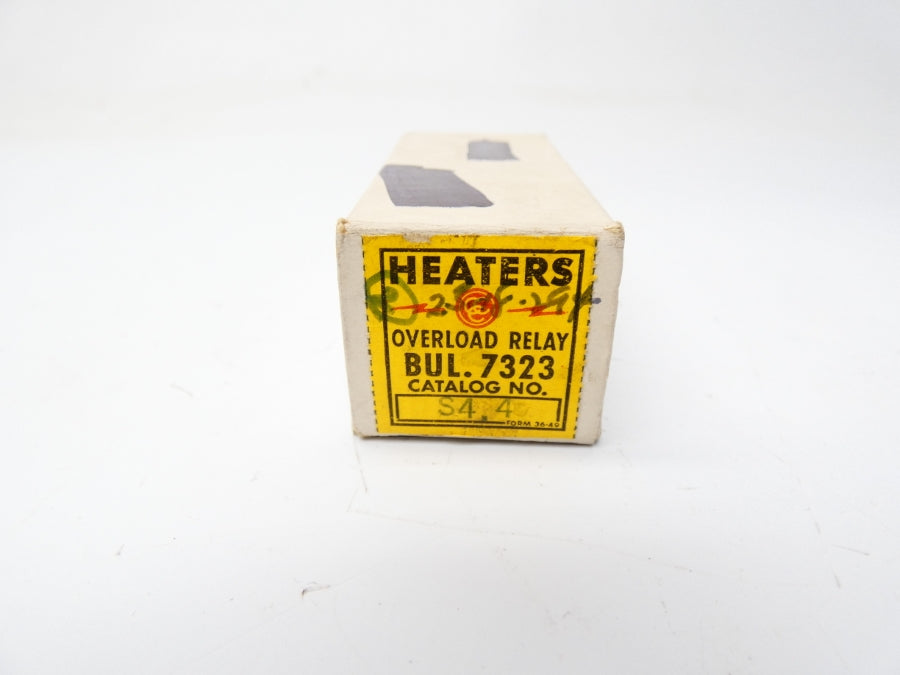 HEATERS
OVERLOAD RELAY
BUL. 7323
CATALOG NO.
S4.4
FORM 36-49